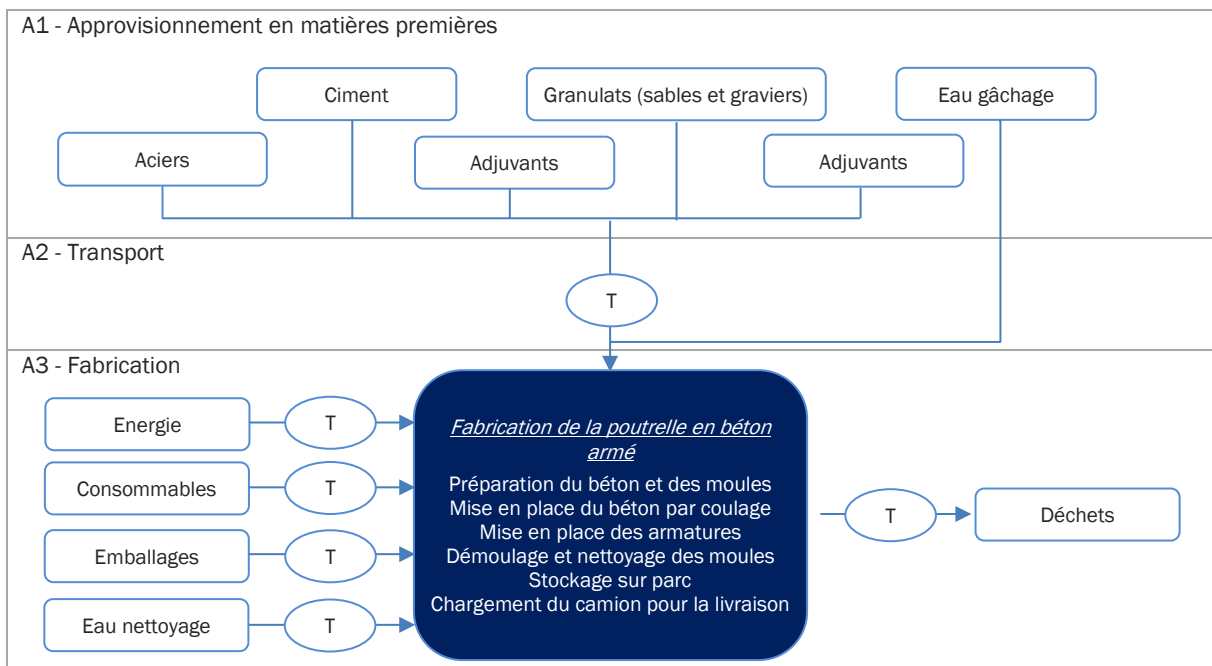 A1 - Approvisionnement en matières premières
Ciment
Granulats (sables et graviers)
Eau gâchage
Aciers
Adjuvants
Adjuvants
A2 - Transport
T
A3 - Fabrication
Energie
T
Consommables
T
Emballages
T
Eau nettoyage
T
Fabrication de la poutrelle en béton
armé
Préparation du béton et des moules
Mise en place du béton par coulage
Mise en place des armatures
Démoulage et nettoyage des moules
Stockage sur parc
Chargement du camion pour la livraison
T
Déchets